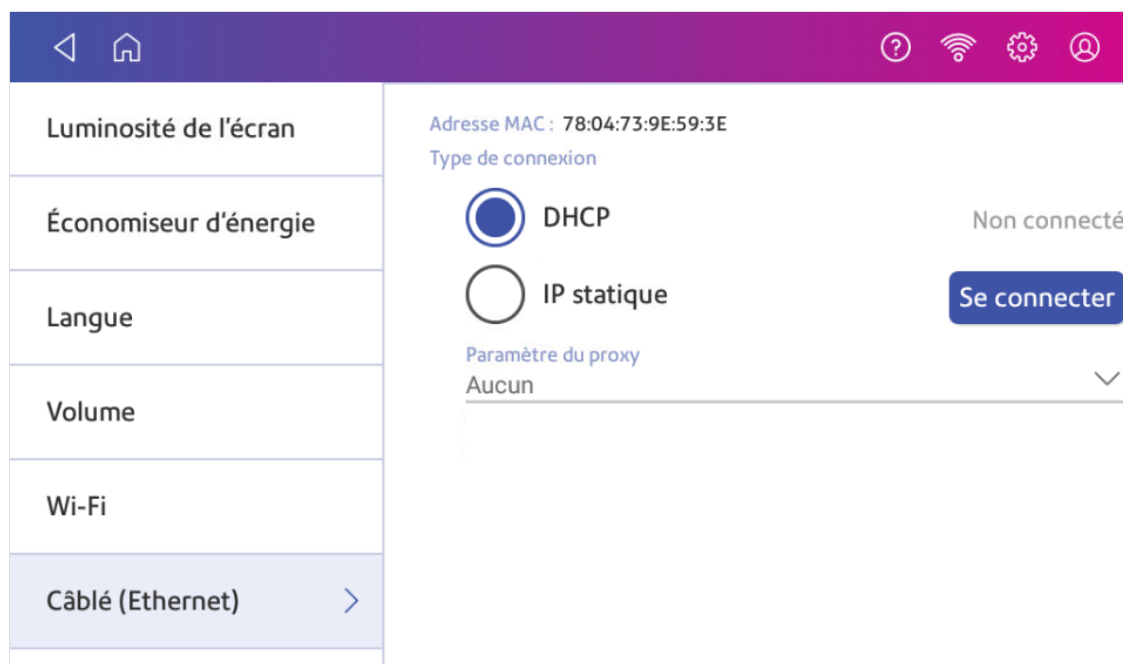 Luminosité de l'écran
Économiseur d'énergie
Langue
Volume
Wi-Fi
Câblé (Ethernet)
Adresse MAC : 78:04:73:9E:59:3E
Type de connexion
DHCP
Non connecté
IP statique
Se connecter
Paramètre du proxy
Aucun